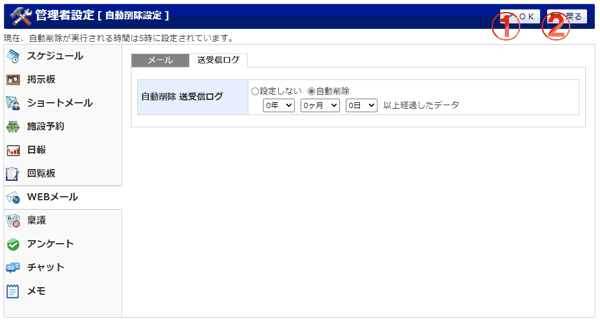 管理者設定 [ 自動削除設定 ]
① OK ② 戻る
現在、自動削除が実行される時間は5時に設定されています。
スケジュール
掲示板
ショートメール
施設予約
日報
回覧板
WEBメール
稟議
アンケート
チャット
メモ
メール 送受信ログ
自動削除 送受信ログ
設定しない 自動削除
0年 0ヶ月 0日 以上経過したデータ